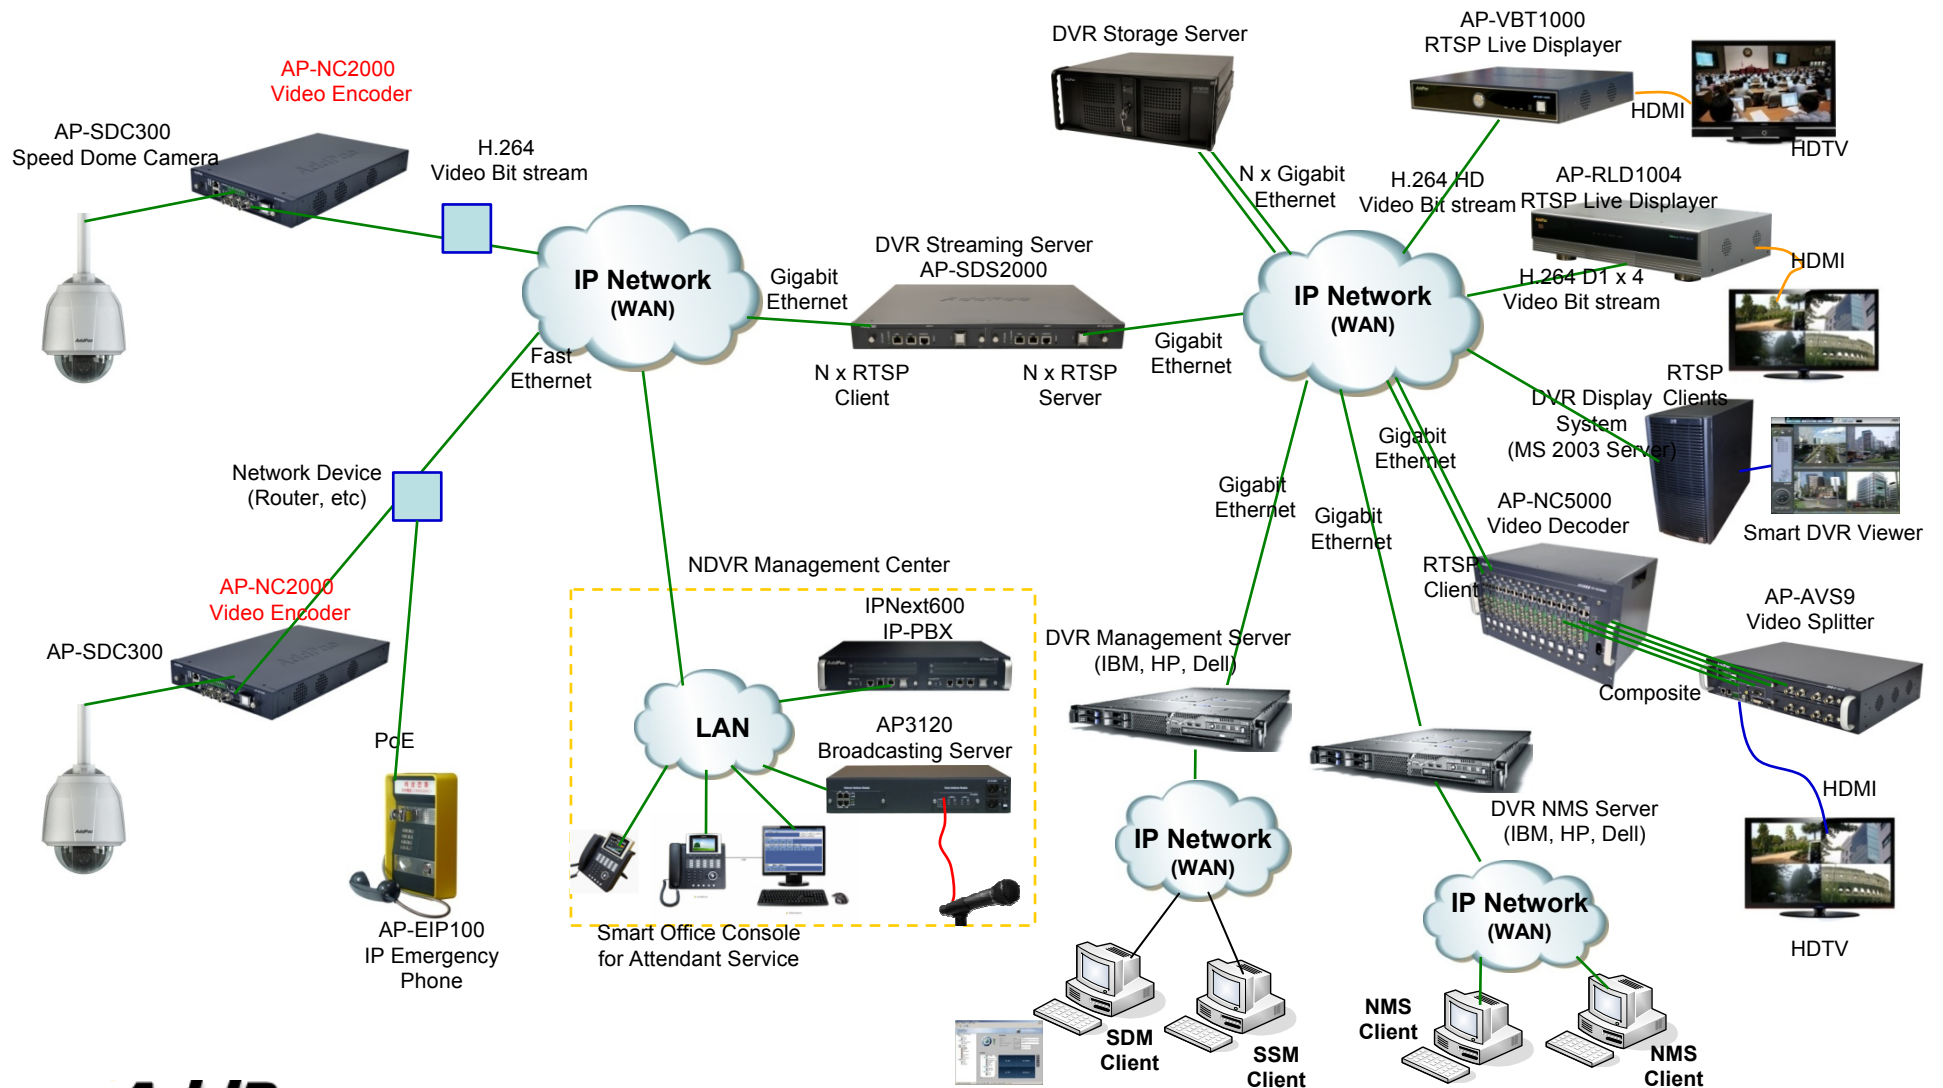 AP-NC2000
Video Encoder
AP-SDC300
Speed Dome Camera
H.264
Video Bit stream
IP Network
(WAN)
Fast
Ethernet
Gigabit
Ethernet
DVR Streaming Server
AP-SDS2000
N x RTSP
Client
N x RTSP
Server
Gigabit
Ethernet
DVR Storage Server
N x Gigabit
Ethernet
IP Network
(WAN)
AP-VBT1000
RTSP Live Displayer
HDMI
HDTV
H.264 HD
Video Bit stream
AP-RLD1004
RTSP Live Displayer
HDMI
H.264 D1 x 4
Video Bit stream
RTSP
Clients
DVR Display
System
(MS 2003 Server)
Smart DVR Viewer
Gigabit
Ethernet
Gigabit
Ethernet
Gigabit
Ethernet
AP-NC5000
Video Decoder
RTSP
Client
AP-AVS9
Video Splitter
Composite
HDMI
HDTV
Network Device
(Router, etc)
AP-NC2000
Video Encoder
AP-SDC300
PoE
AP-EIP100
IP Emergency
Phone
NDVR Management Center
IPNext600
IP-PBX
LAN
AP3120
Broadcasting Server
Smart Office Console
for Attendant Service
DVR Management Server
(IBM, HP, Dell)
IP Network
(WAN)
SDM
Client
SSM
Client
DVR NMS Server
(IBM, HP, Dell)
IP Network
(WAN)
NMS
Client
NMS
Client